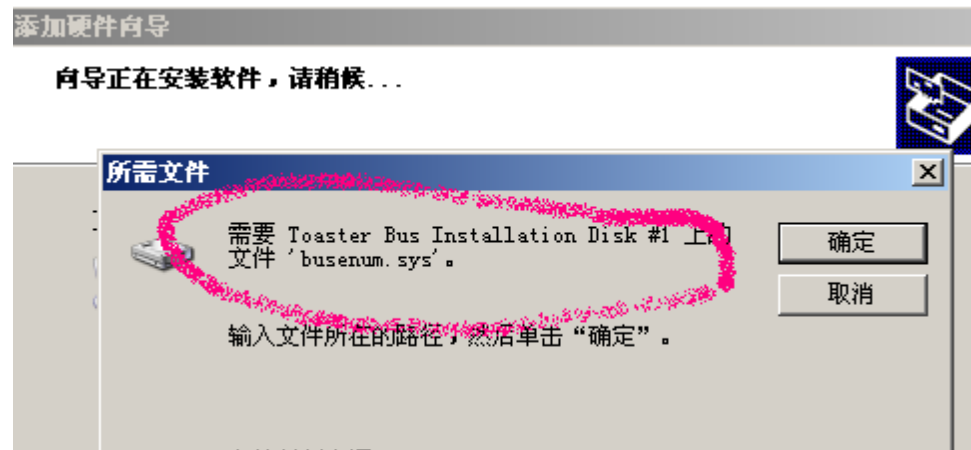 添加硬件向导
向导正在安装软件，请稍候...
所需文件
需要 Toaster Bus Installation Disk #1 上的
文件 'busenum.sys'。
确定
取消
输入文件所在的路径，然后单击“确定”。